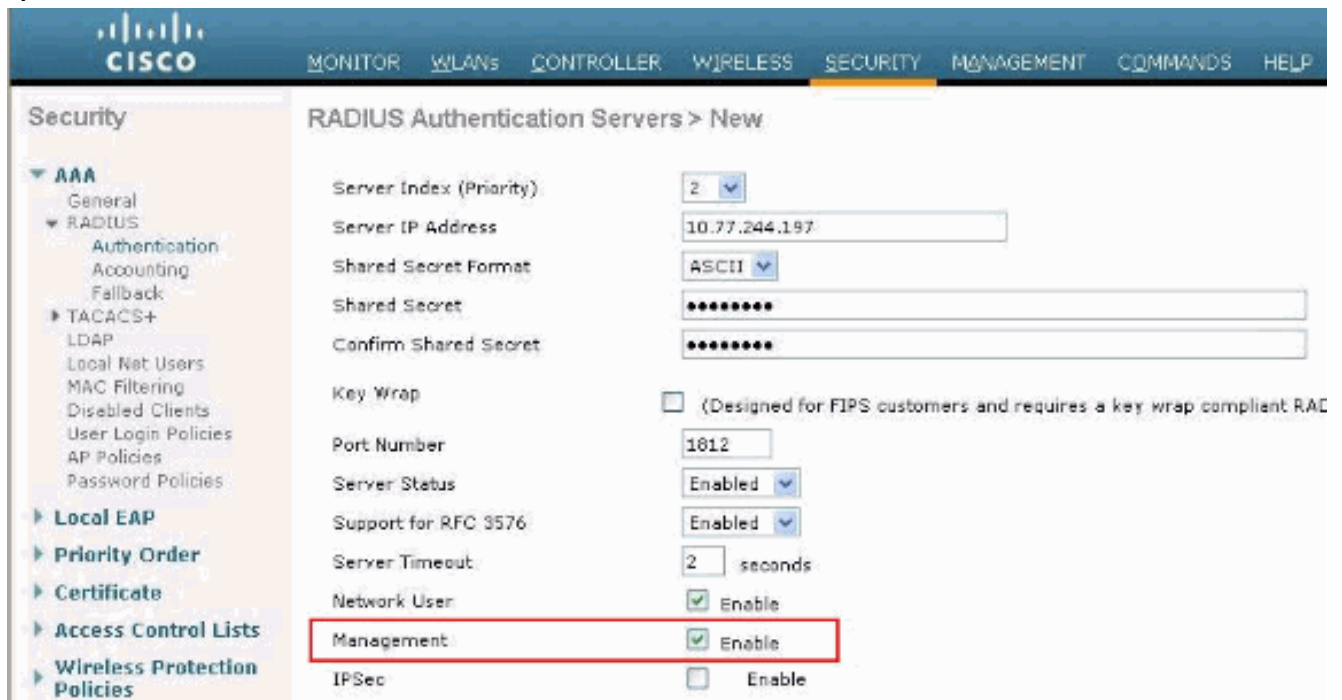 CISCO
MONITOR WLANs CONTROLLER WIRELESS SECURITY MANAGEMENT COMMANDS HELP
Security
AAA
General
RADIUS
Authentication
Accounting
Fallback
TACACS+
LDAP
Local Net Users
MAC Filtering
Disabled Clients
User Login Policies
AP Policies
Password Policies
Local EAP
Priority Order
Certificate
Access Control Lists
Wireless Protection
Policies
RADIUS Authentication Servers > New
Server Index (Priority) 2
Server IP Address 10.77.244.197
Shared Secret Format ASCII
Shared Secret ••••••••
Confirm Shared Secret ••••••••
Key Wrap (Designed for FIPS customers and requires a key wrap compliant RAD
Port Number 1812
Server Status Enabled
Support for RFC 3576 Enabled
Server Timeout 2 seconds
Network User Enable
Management Enable
IPSec Enable